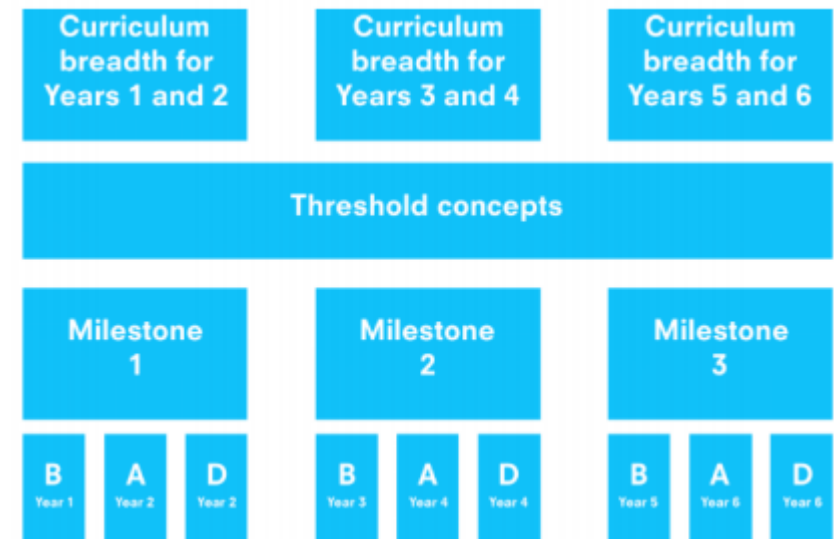 Curriculum
breadth for
Years 1 and 2
Curriculum
breadth for
Years 3 and 4
Curriculum
breadth for
Years 5 and 6
Threshold concepts
Milestone
1
Milestone
2
Milestone
3
B
Year 1
A
Year 2
D
Year 2
B
Year 3
A
Year 4
D
Year 4
B
Year 5
A
Year 6
D
Year 6